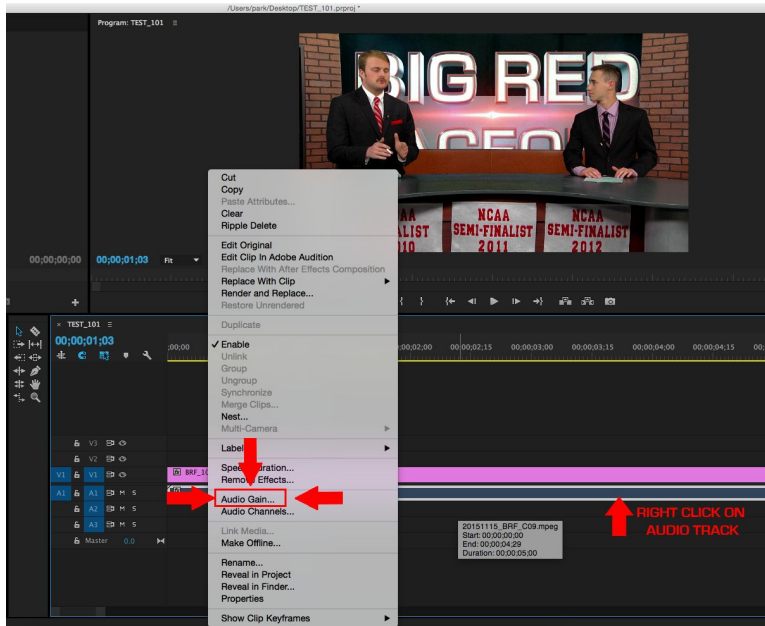 /Users/park/Desktop/TEST_101.prproj *
Program: TEST_101
BIG RED
NCAA
SEMI-FINALIST
2011
NCAA
SEMI-FINALIST
2012
00;00;00;00
00;00;01;03
Fit
Cut
Copy
Paste Attributes...
Clear
Ripple Delete
Edit Original
Edit Clip In Adobe Audition
Replace With After Effects Composition
Replace With Clip
Render and Replace...
Restore Unrendered
Duplicate
Enable
Unlink
Group
Ungroup
Synchronize
Merge Clips...
Nest...
Multi-Camera
Label
Remove Effects...
Audio Gain...
Audio Channels...
Link Media...
Make Offline...
Rename...
Reveal in Project
Reveal in Finder...
Properties
Show Clip Keyframes
× TEST_101
00;00;01;03
;00;00
00;00;02;15
00;00;03;00
00;00;03;15
00;00;04;00
00;00;04;15
V3
V2
V1 V1
fx BRF_10
A1 A1 M S
A2 M S
A3 M S
Master 0.0
20151115_BRF_C09.mpeg
Start: 00;00;00;00
End: 00;00;04;29
Duration: 00;00;05;00
RIGHT CLICK ON
AUDIO TRACK